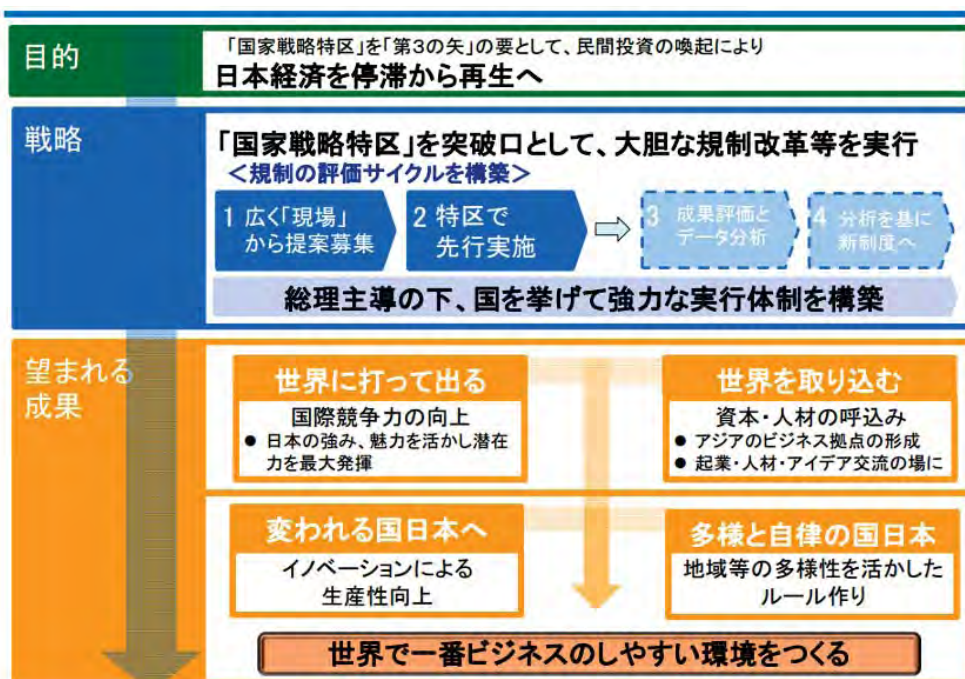 目的
「国家戦略特区」を「第３の矢」の要として、民間投資の喚起により
日本経済を停滞から再生へ
戦略
「国家戦略特区」を突破口として、大胆な規制改革等を実行
＜規制の評価サイクルを構築＞
1 広く「現場」
から提案募集
2 特区で
先行実施
3 成果評価と
データ分析
4 分析を基に
新制度へ
総理主導の下、国を挙げて強力な実行体制を構築
望まれる
成果
世界に打って出る
国際競争力の向上
● 日本の強み、魅力を活かし潜在
力を最大発揮
世界を取り込む
資本・人材の呼込み
● アジアのビジネス拠点の形成
● 起業・人材・アイデア交流の場に
変われる国日本へ
イノベーションによる
生産性向上
多様と自律の国日本
地域等の多様性を活かした
ルール作り
世界で一番ビジネスのしやすい環境をつくる